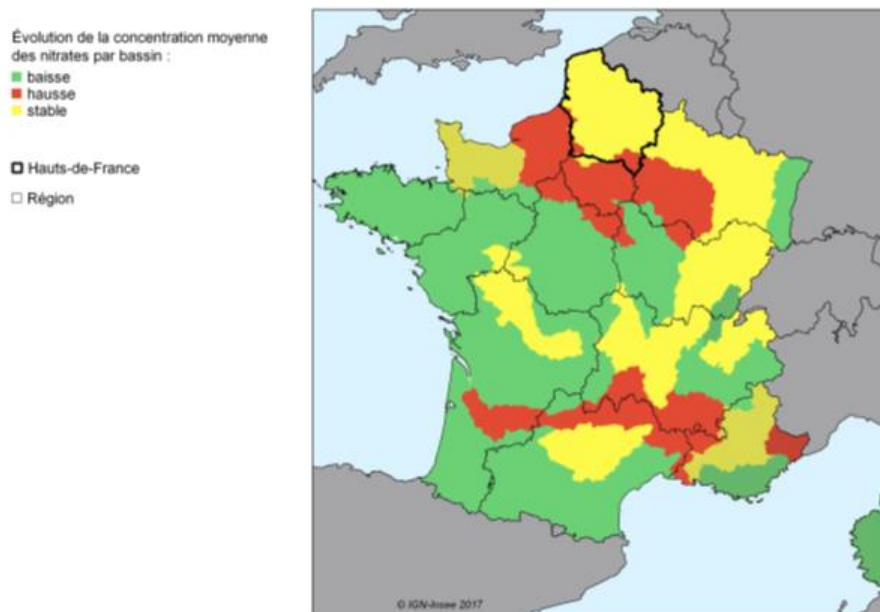 Évolution de la concentration moyenne
des nitrates par bassin :
baisse
hausse
stable
Hauts-de-France
Région
© IGN-Insee 2017